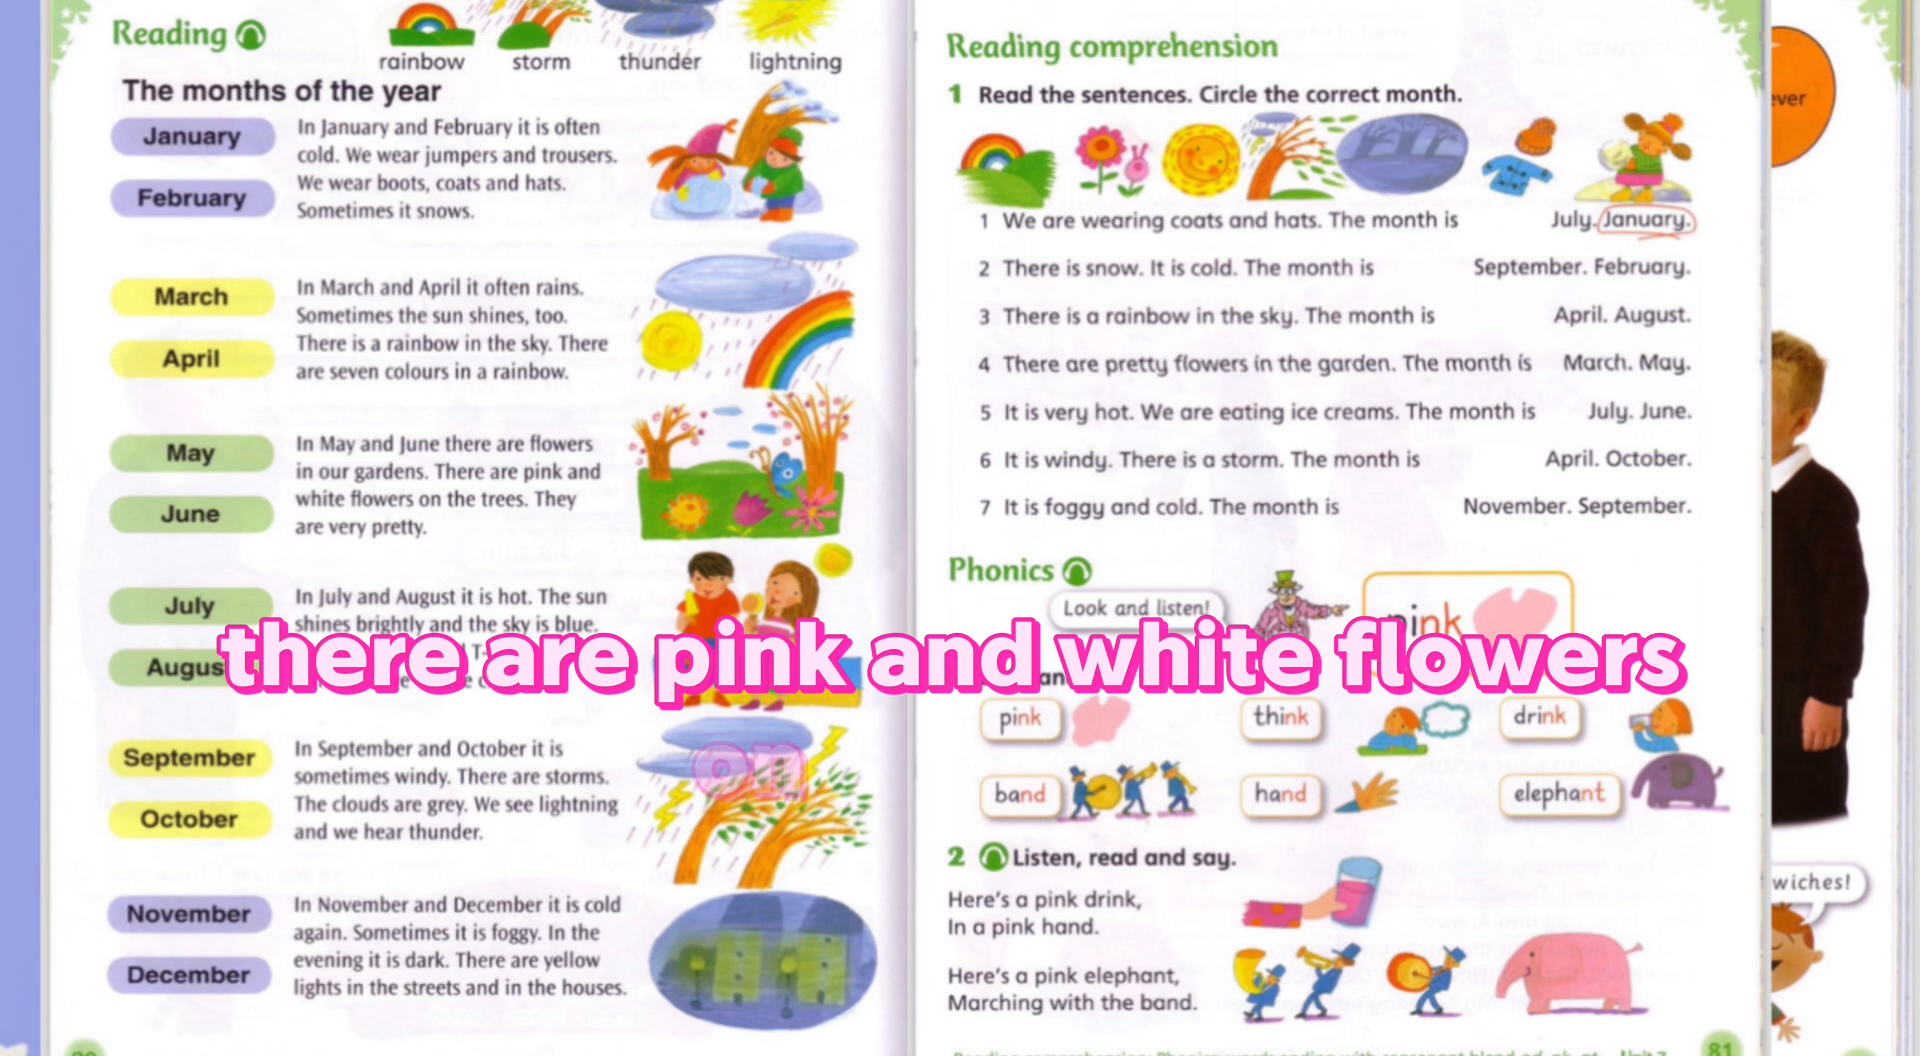 Reading
rainbow
storm
thunder
lightning
The months of the year
January
February
In January and February it is often
cold. We wear jumpers and trousers.
We wear boots, coats and hats.
Sometimes it snows.
March
April
In March and April it often rains.
Sometimes the sun shines, too.
There is a rainbow in the sky. There
are seven colours in a rainbow.
May
June
In May and June there are flowers
in our gardens. There are pink and
white flowers on the trees. They
are very pretty.
July
In July and August it is hot. The sun
shines brightly and the sky is blue.
there are pink and white flowers
on
September
October
In September and October it is
sometimes windy. There are storms.
The clouds are grey. We see lightning
and we hear thunder.
November
December
In November and December it is cold
again. Sometimes it is foggy. In the
evening it is dark. There are yellow
lights in the streets and in the houses.
Reading comprehension
1 Read the sentences. Circle the correct month.
1 We are wearing coats and hats. The month is July. January.
2 There is snow. It is cold. The month is September. February.
3 There is a rainbow in the sky. The month is April. August.
4 There are pretty flowers in the garden. The month is March. May.
5 It is very hot. We are eating ice creams. The month is July. June.
6 It is windy. There is a storm. The month is April. October.
7 It is foggy and cold. The month is November. September.
Phonics
Look and listen!
pink
pink
think
drink
band
hand
elephant
2 Listen, read and say.
Here's a pink drink,
In a pink hand.
Here's a pink elephant,
Marching with the band.
81
wiches!